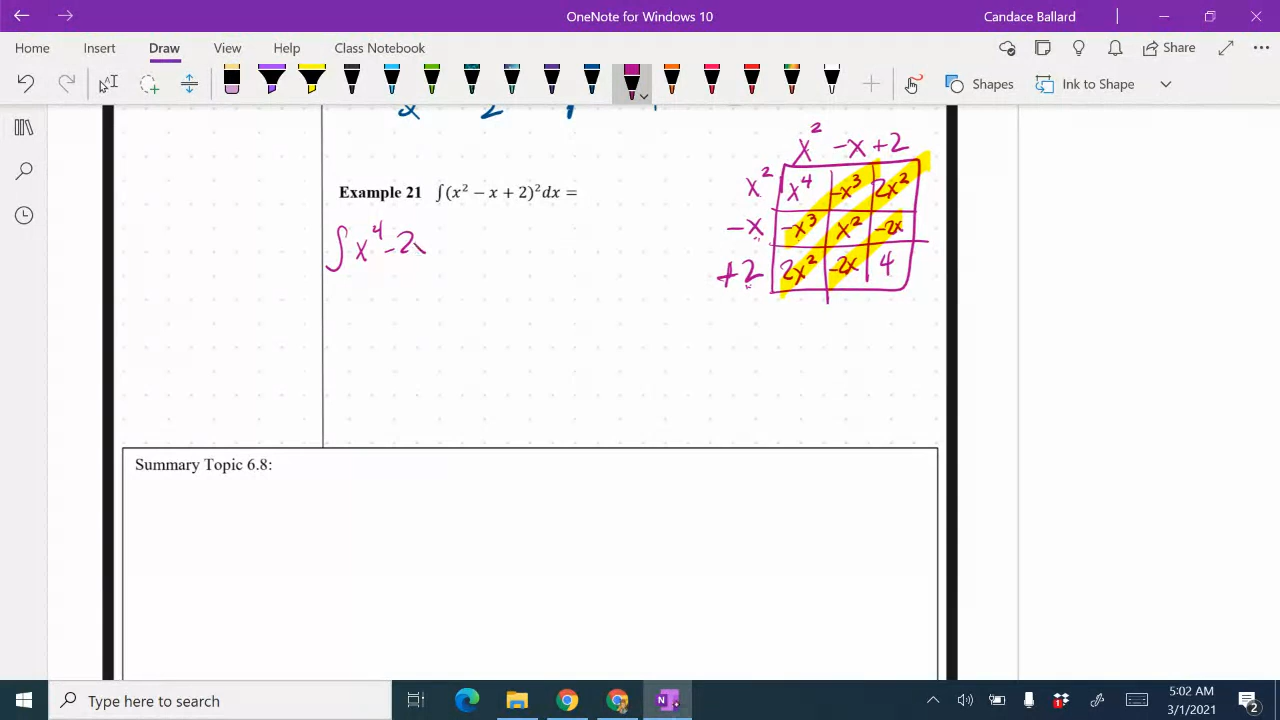 OneNote for Windows 10
Candace Ballard
Home Insert Draw View Help Class Notebook Share
Shapes Ink to Shape
x² -x +2
x² x⁴ -x³ 2x²
-x -x³ x² -2x
+2 2x² -2x 4
Example 21 ∫(x² − x + 2)²dx =
∫x⁴ -2x
Summary Topic 6.8:
Type here to search
5:02 AM
3/1/2021
2